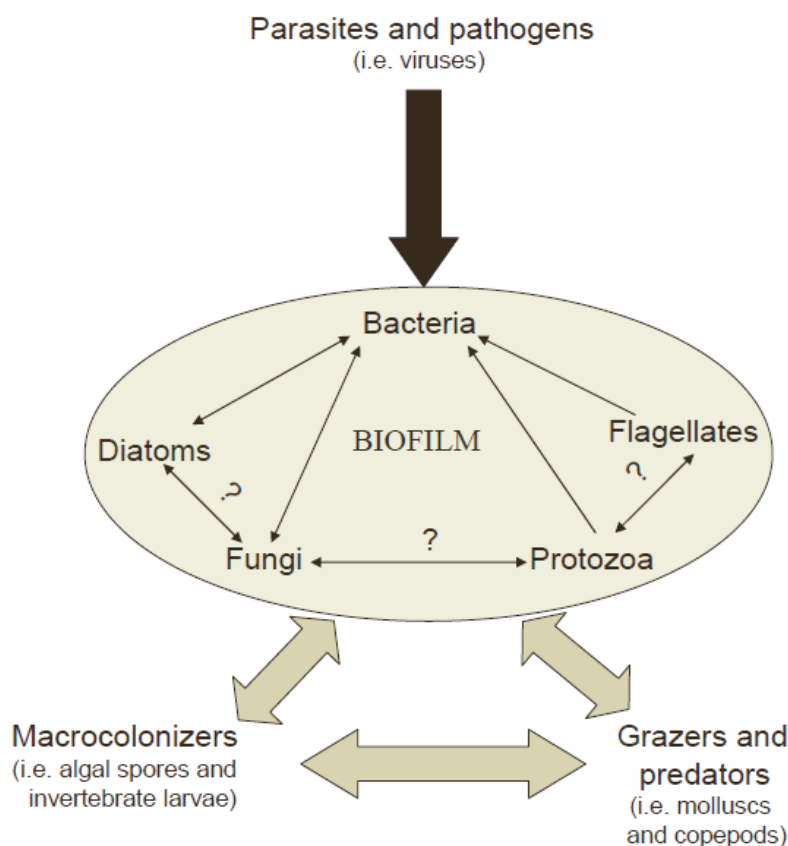 Parasites and pathogens
(i.e. viruses)
Bacteria
BIOFILM
Flagellates
Diatoms
?
?
?
Fungi
Protozoa
Macrocolonizers
(i.e. algal spores and
invertebrate larvae)
Grazers and
predators
(i.e. molluscs
and copepods)